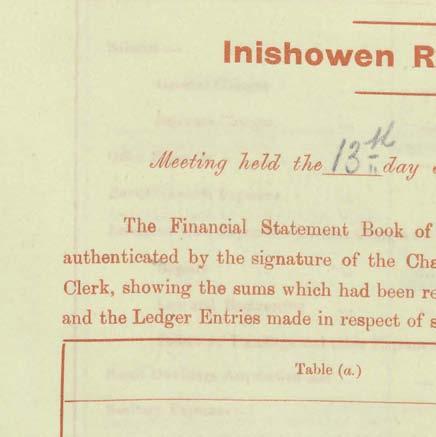 Inishowen R
Meeting held the 13th day
The Financial Statement Book of
authenticated by the signature of the Cha
Clerk, showing the sums which had been re
and the Ledger Entries made in respect of s
Table (a.)